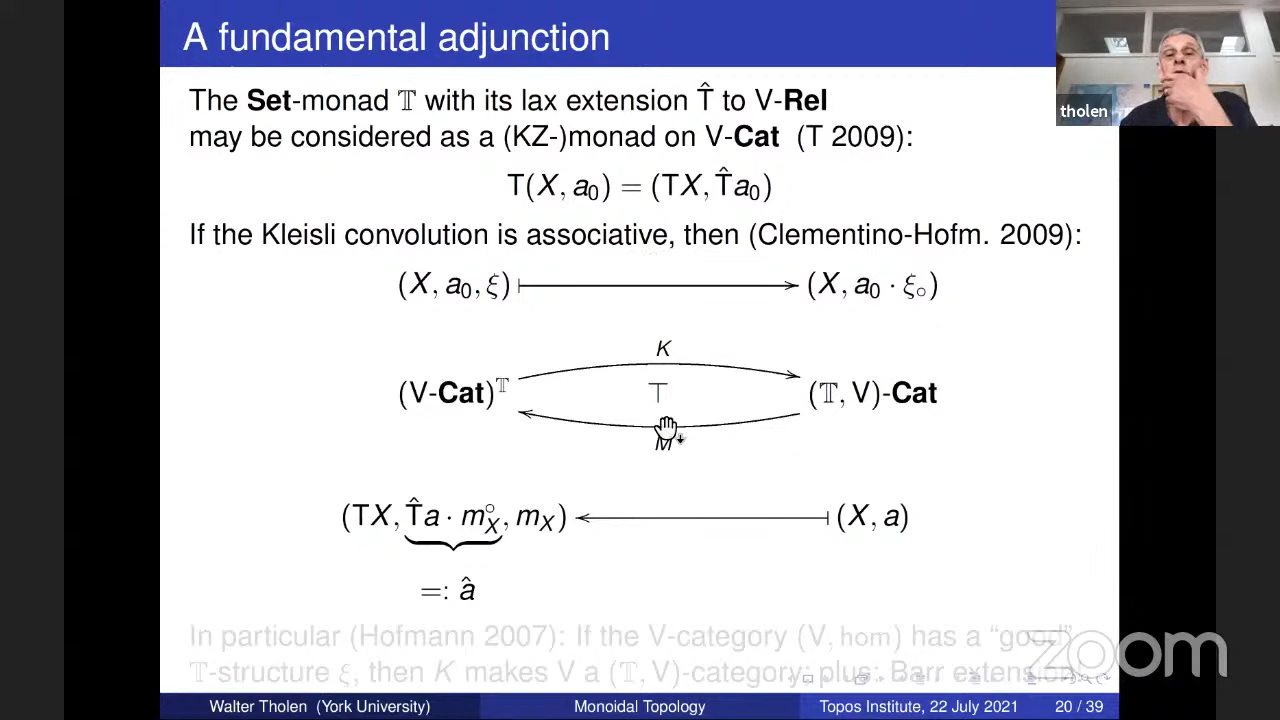 A fundamental adjunction
tholen
The Set-monad 𝕋 with its lax extension T̂ to V-Rel
may be considered as a (KZ-)monad on V-Cat (T 2009):
T(X, a₀) = (TX, T̂a₀)
If the Kleisli convolution is associative, then (Clementino-Hofm. 2009):
(X, a₀, ξ) ⟼ (X, a₀ · ξ∘)
K
(V-Cat)^𝕋 ⊤ (𝕋, V)-Cat
M
(TX, T̂a · m°_X, m_X) ⟻ (X, a)
=: â
In particular (Hofmann 2007): If the V-category (V, hom) has a “good”
𝕋-structure ξ, then K makes V a (𝕋, V)-category; plus: Barr extension
zoom
Walter Tholen (York University) Monoidal Topology Topos Institute, 22 July 2021 20 / 39